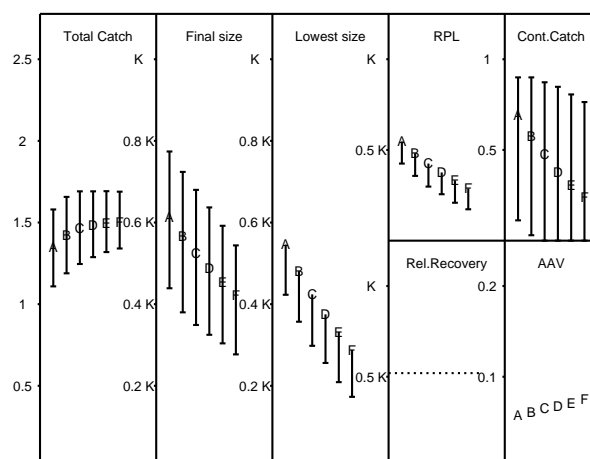 Total Catch Final size Lowest size RPL Cont.Catch
2.5 K K K 1
2 0.8 K 0.8 K 0.5 K 0.5
1.5 0.6 K 0.6 K
A B C D E F
A B C D E F
A B C D E F
A B C D E F
A B C D E F
Rel.Recovery AAV
1 0.4 K 0.4 K K 0.2
0.5 0.2 K 0.2 K 0.5 K 0.1
A B C D E F